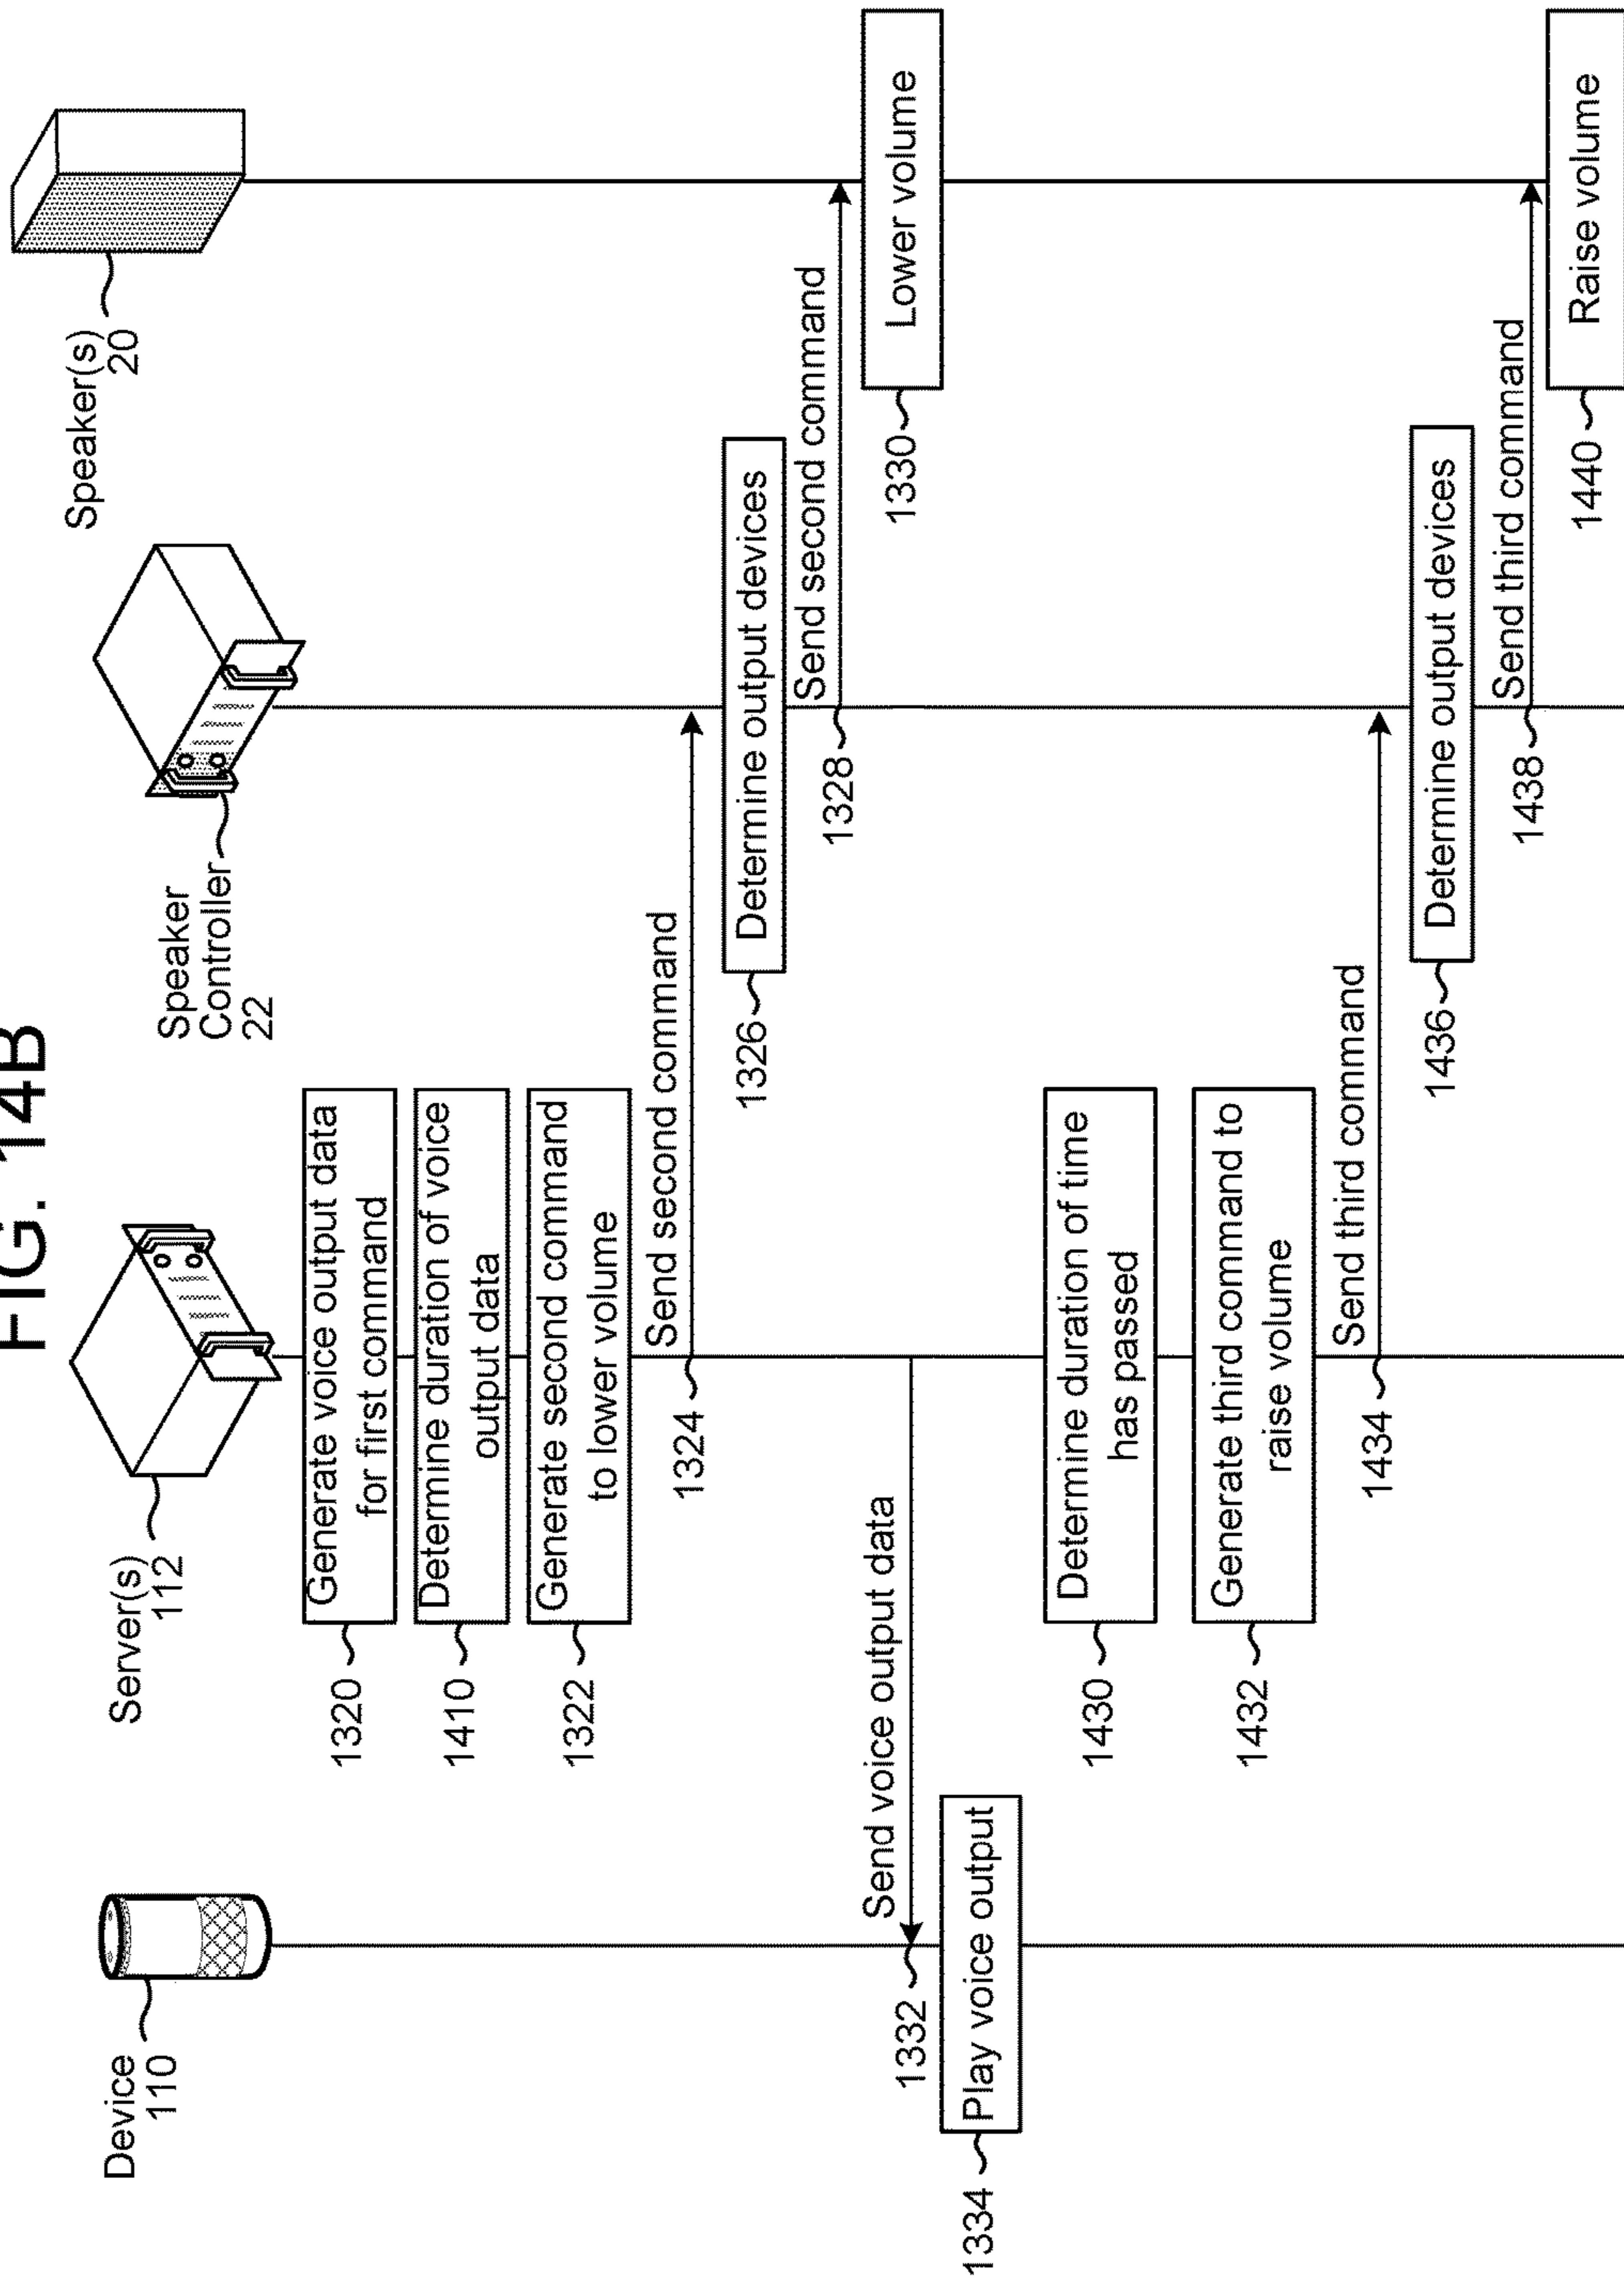 FIG. 14B
Device
110
Server(s)
112
Speaker
Controller
22
Speaker(s)
20
1320
Generate voice output data
for first command
1410
Determine duration of voice
output data
1322
Generate second command
to lower volume
Send second command
1324
1326
Determine output devices
Send second command
1328
1330
Lower volume
Send voice output data
1332
1334
Play voice output
1430
Determine duration of time
has passed
1432
Generate third command to
raise volume
Send third command
1434
1436
Determine output devices
Send third command
1438
1440
Raise volume